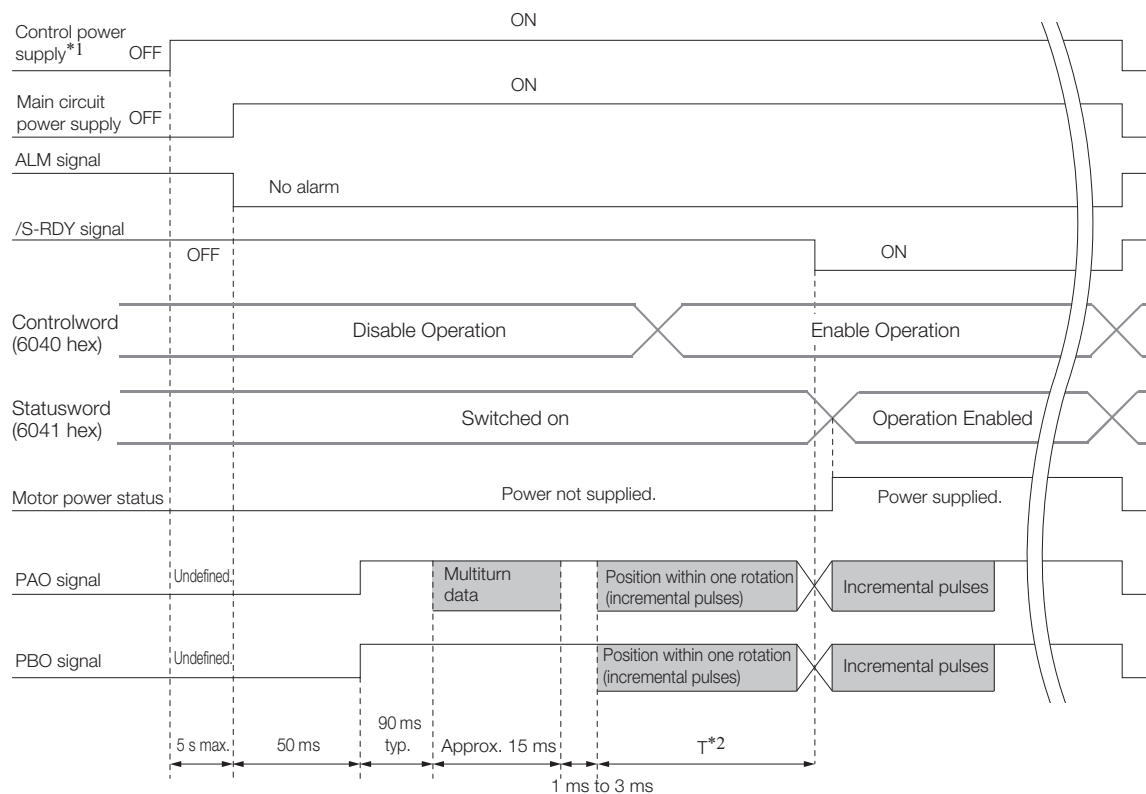 ON
Control power
supply*1 OFF
ON
Main circuit
power supply OFF
ALM signal
No alarm
/S-RDY signal
OFF
ON
Controlword
(6040 hex)
Disable Operation
Enable Operation
Statusword
(6041 hex)
Switched on
Operation Enabled
Motor power status
Power not supplied.
Power supplied.
PAO signal
Undefined.
Multiturn
data
Position within one rotation
(incremental pulses)
Incremental pulses
PBO signal
Undefined.
Position within one rotation
(incremental pulses)
Incremental pulses
5 s max.
50 ms
90 ms
typ.
Approx. 15 ms
T*2
1 ms to 3 ms